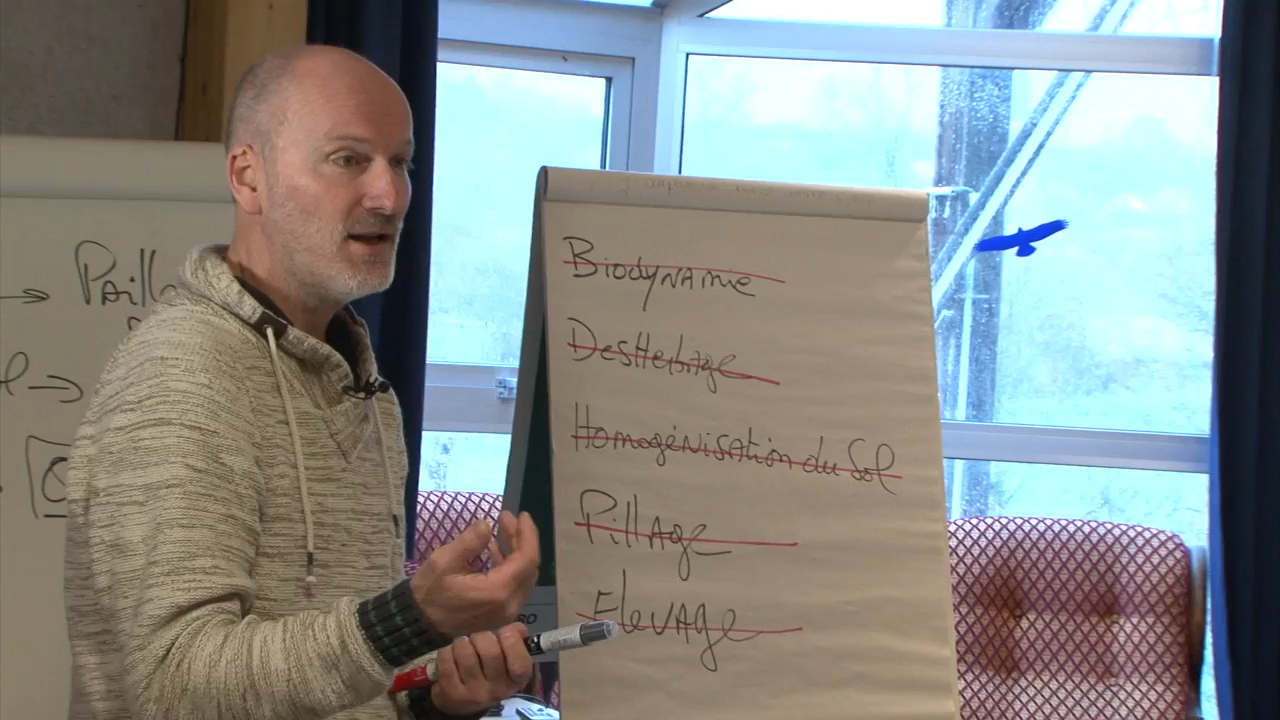 → Paill
Biodynamie
Desherbage
Homogénisation du Sol
Pillage
Elevage